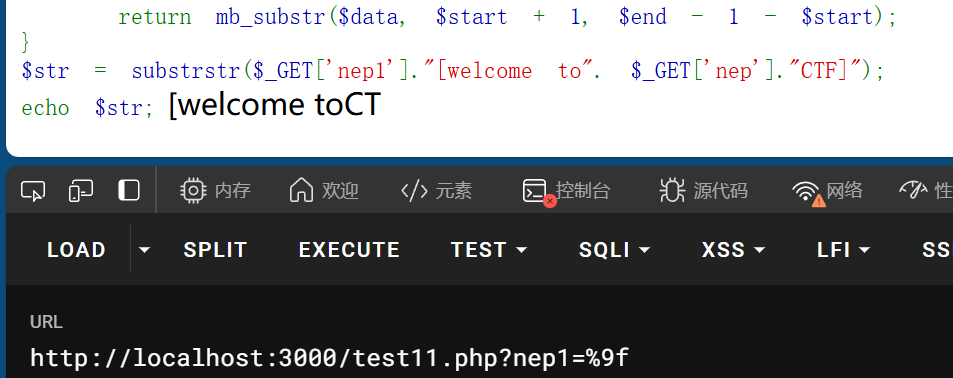 return mb_substr($data, $start + 1, $end - 1 - $start);
}
$str = substrstr($_GET['nep1']."[welcome to". $_GET['nep']."CTF]");
echo $str; [welcome toCT
内存 欢迎 元素 控制台 源代码 网络 性
LOAD SPLIT EXECUTE TEST SQLI XSS LFI SS
URL
http://localhost:3000/test11.php?nep1=%9f